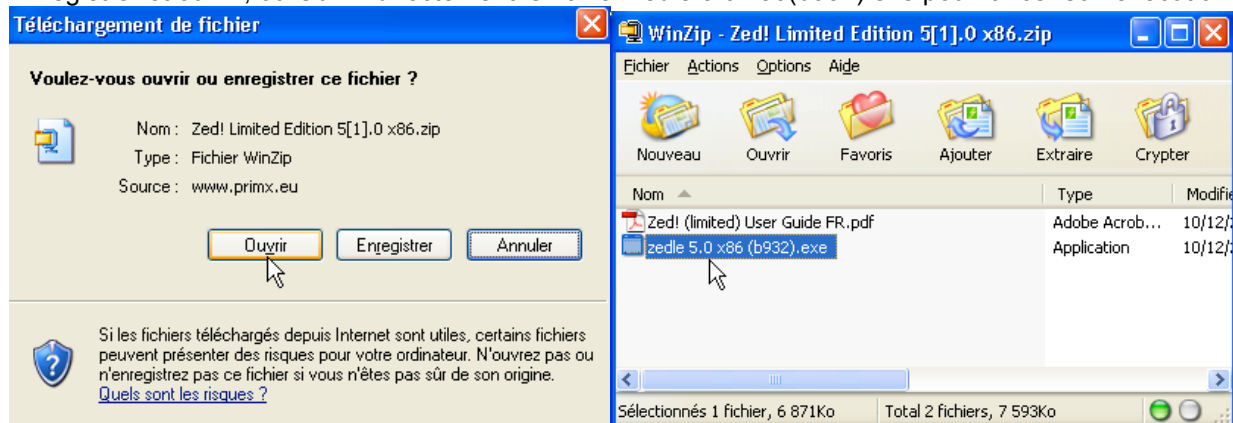 Téléchargement de fichier
Voulez-vous ouvrir ou enregistrer ce fichier ?
Nom : Zed! Limited Edition 5[1].0 x86.zip
Type : Fichier WinZip
Source : www.primx.eu
Ouvrir Enregistrer Annuler
Si les fichiers téléchargés depuis Internet sont utiles, certains fichiers
peuvent présenter des risques pour votre ordinateur. N'ouvrez pas ou
n'enregistrez pas ce fichier si vous n'êtes pas sûr de son origine.
Quels sont les risques ?
WinZip - Zed! Limited Edition 5[1].0 x86.zip
Fichier Actions Options Aide
Nouveau Ouvrir Favoris Ajouter Extraire Crypter
Nom Type Modifié
Zed! (limited) User Guide FR.pdf Adobe Acrob... 10/12/
zedle 5.0 x86 (b932).exe Application 10/12/
Sélectionnés 1 fichier, 6 871Ko Total 2 fichiers, 7 593Ko